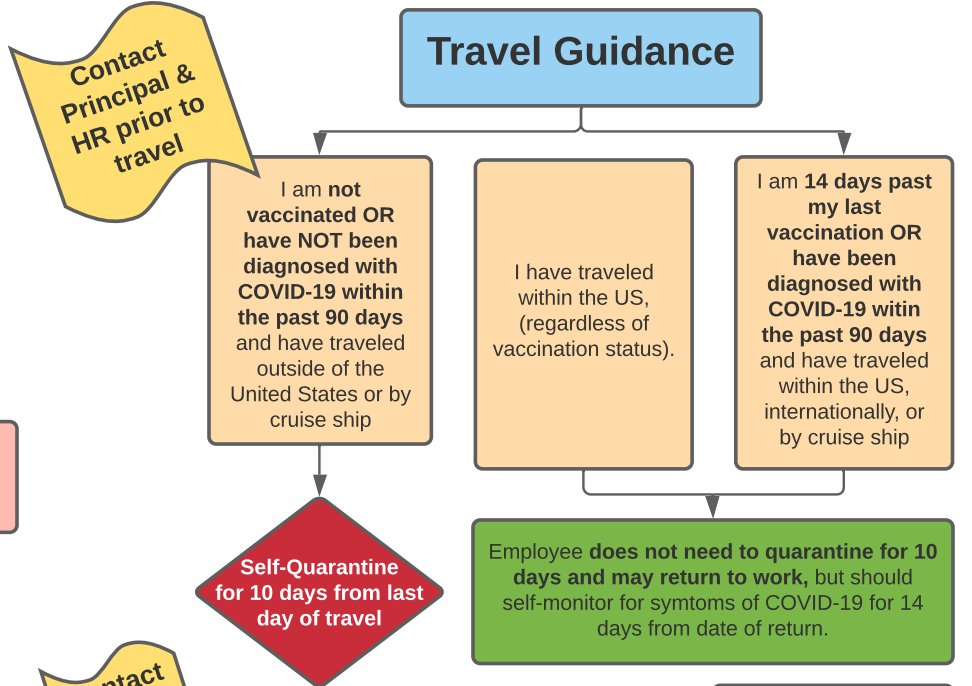 Contact
Principal &
HR prior to
travel
Travel Guidance
I am not
vaccinated OR
have NOT been
diagnosed with
COVID-19 within
the past 90 days
and have traveled
outside of the
United States or by
cruise ship
I have traveled
within the US,
(regardless of
vaccination status).
I am 14 days past
my last
vaccination OR
have been
diagnosed with
COVID-19 witin
the past 90 days
and have traveled
within the US,
internationally, or
by cruise ship
Self-Quarantine
for 10 days from last
day of travel
Employee does not need to quarantine for 10
days and may return to work, but should
self-monitor for symtoms of COVID-19 for 14
days from date of return.